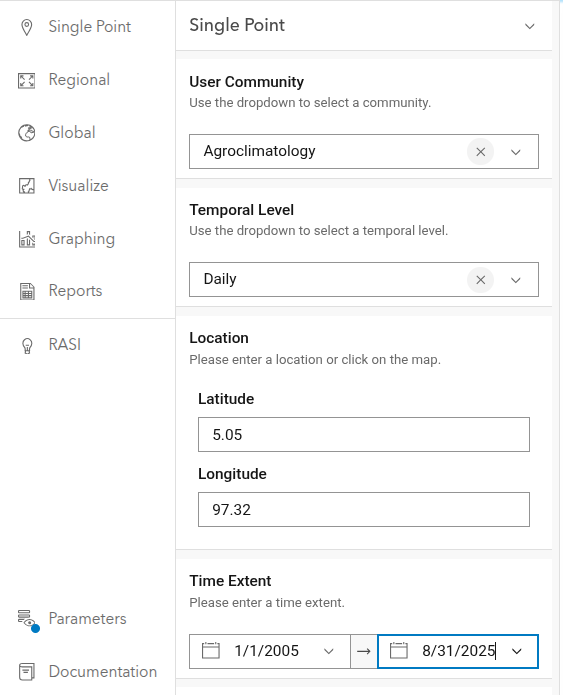 Single Point
Regional
Global
Visualize
Graphing
Reports
RASI
Parameters
Documentation
Single Point
User Community
Use the dropdown to select a community.
Agroclimatology
Temporal Level
Use the dropdown to select a temporal level.
Daily
Location
Please enter a location or click on the map.
Latitude
5.05
Longitude
97.32
Time Extent
Please enter a time extent.
1/1/2005 → 8/31/2025